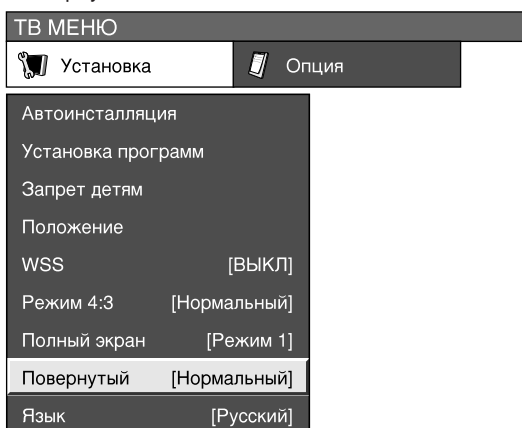 ТВ МЕНЮ
Установка Опция
Автоинсталляция
Установка программ
Запрет детям
Положение
WSS [ВЫКЛ]
Режим 4:3 [Нормальный]
Полный экран [Режим 1]
Повернутый [Нормальный]
Язык [Русский]